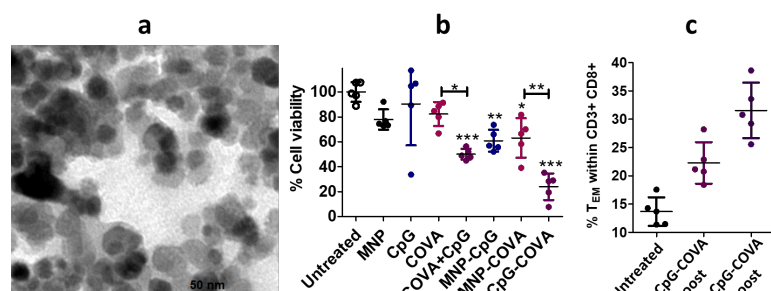 a
b
c
50 nm
% Cell viability
100
80
60
40
20
0
*
***
**
*
**
***
Untreated
MNP
CpG
COVA
COVA+CpG
MNP-CpG
MNP-COVA
CpG-COVA
% TEM within CD3+ CD8+
40
35
30
25
20
15
10
Untreated
CpG-COVA
post
CpG-COVA
post